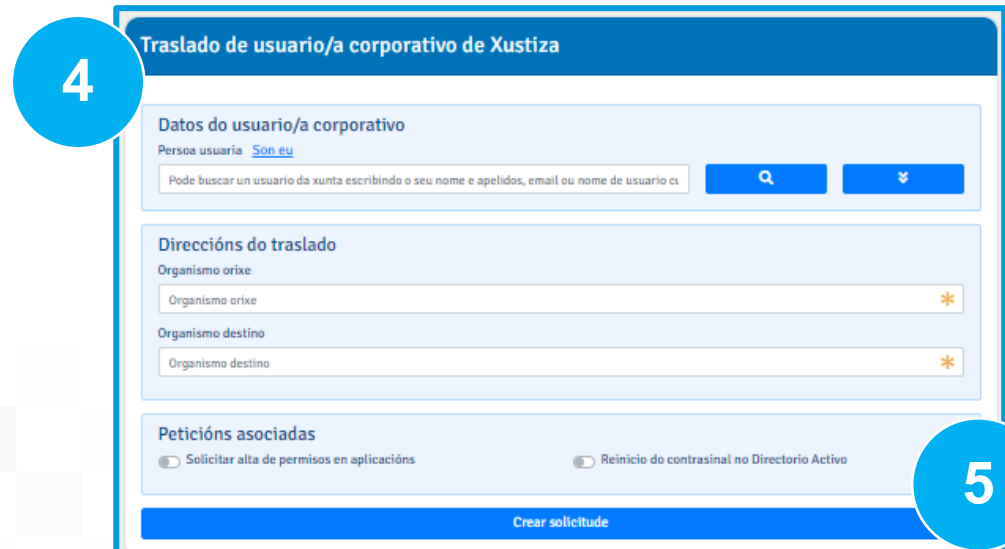 4
Traslado de usuario/a corporativo de Xustiza
Datos do usuario/a corporativo
Persoa usuaria Son eu
Pode buscar un usuario da xunta escribindo o seu nome e apelidos, email ou nome de usuario cu
Direccións do traslado
Organismo orixe
Organismo orixe
Organismo destino
Organismo destino
Peticións asociadas
Solicitar alta de permisos en aplicacións
Reinicio do contrasinal no Directorio Activo
5
Crear solicitude